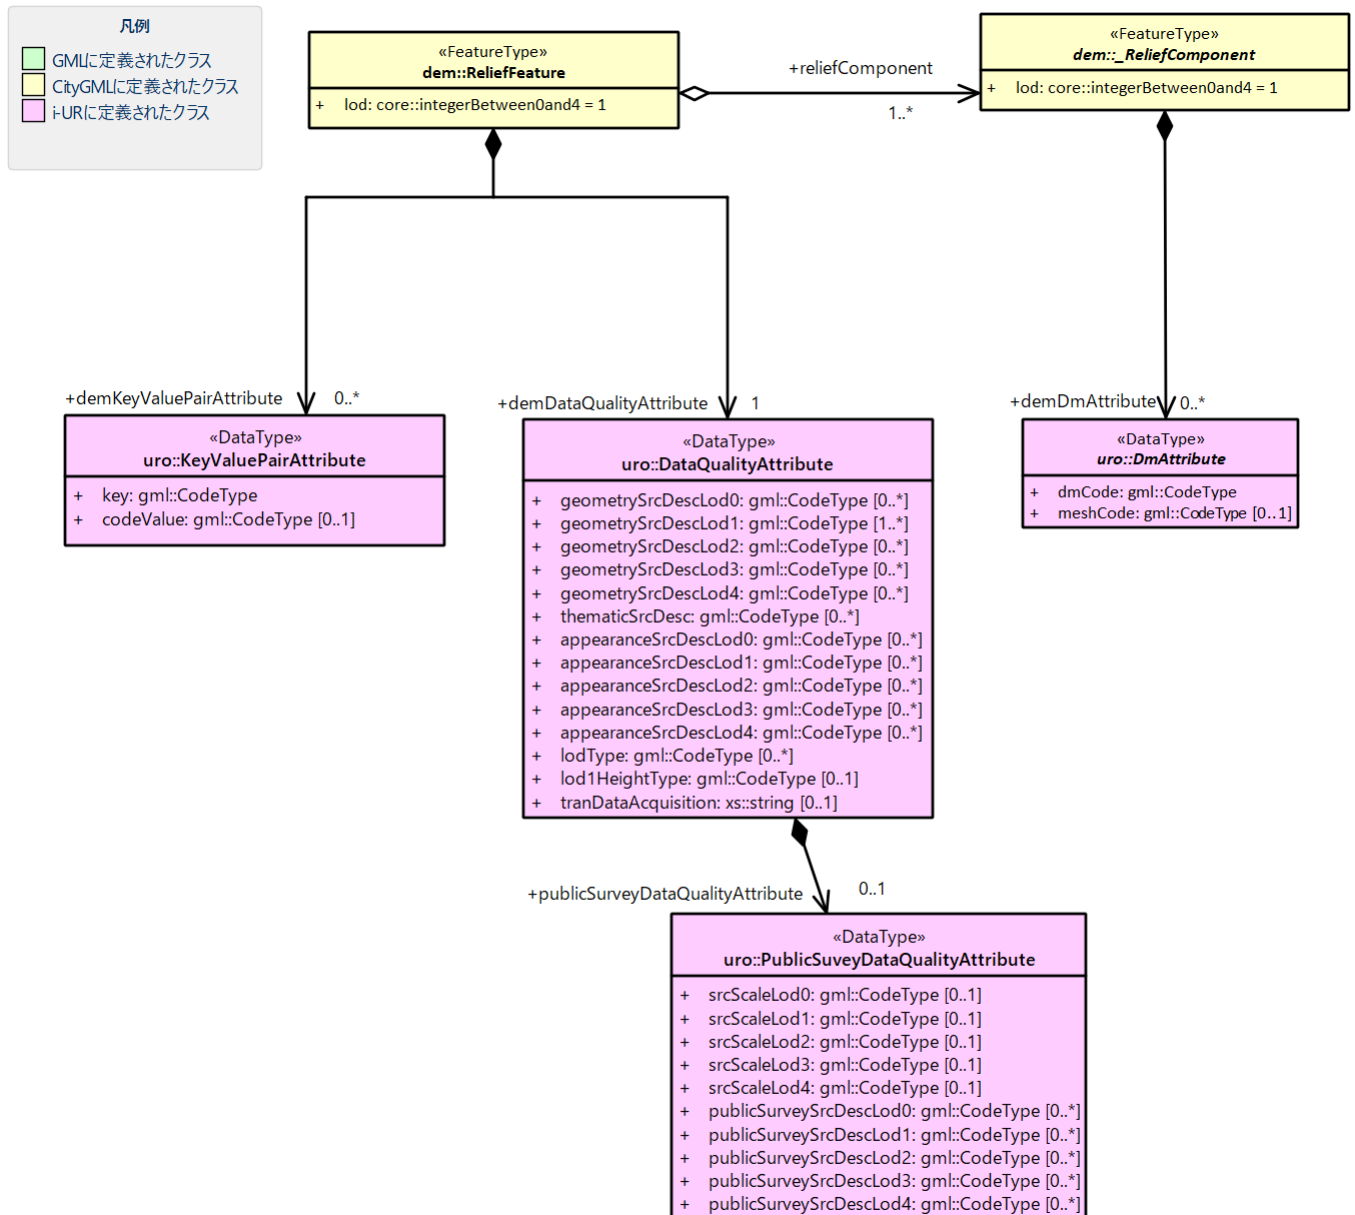 凡例
GMLに定義されたクラス
CityGMLに定義されたクラス
i-URに定義されたクラス
«FeatureType»
dem::ReliefFeature
+ lod: core::integerBetween0and4 = 1
+reliefComponent
1..*
«FeatureType»
dem::_ReliefComponent
+ lod: core::integerBetween0and4 = 1
+demKeyValuePairAttribute 0..*
«DataType»
uro::KeyValuePairAttribute
+ key: gml::CodeType
+ codeValue: gml::CodeType [0..1]
+demDataQualityAttribute 1
«DataType»
uro::DataQualityAttribute
+ geometrySrcDescLod0: gml::CodeType [0..*]
+ geometrySrcDescLod1: gml::CodeType [1..*]
+ geometrySrcDescLod2: gml::CodeType [0..*]
+ geometrySrcDescLod3: gml::CodeType [0..*]
+ geometrySrcDescLod4: gml::CodeType [0..*]
+ thematicSrcDesc: gml::CodeType [0..*]
+ appearanceSrcDescLod0: gml::CodeType [0..*]
+ appearanceSrcDescLod1: gml::CodeType [0..*]
+ appearanceSrcDescLod2: gml::CodeType [0..*]
+ appearanceSrcDescLod3: gml::CodeType [0..*]
+ appearanceSrcDescLod4: gml::CodeType [0..*]
+ lodType: gml::CodeType [0..*]
+ lod1HeightType: gml::CodeType [0..1]
+ tranDataAcquisition: xs::string [0..1]
+demDmAttribute 0..*
«DataType»
uro::DmAttribute
+ dmCode: gml::CodeType
+ meshCode: gml::CodeType [0..1]
+publicSurveyDataQualityAttribute 0..1
«DataType»
uro::PublicSuveyDataQualityAttribute
+ srcScaleLod0: gml::CodeType [0..1]
+ srcScaleLod1: gml::CodeType [0..1]
+ srcScaleLod2: gml::CodeType [0..1]
+ srcScaleLod3: gml::CodeType [0..1]
+ srcScaleLod4: gml::CodeType [0..1]
+ publicSurveySrcDescLod0: gml::CodeType [0..*]
+ publicSurveySrcDescLod1: gml::CodeType [0..*]
+ publicSurveySrcDescLod2: gml::CodeType [0..*]
+ publicSurveySrcDescLod3: gml::CodeType [0..*]
+ publicSurveySrcDescLod4: gml::CodeType [0..*]